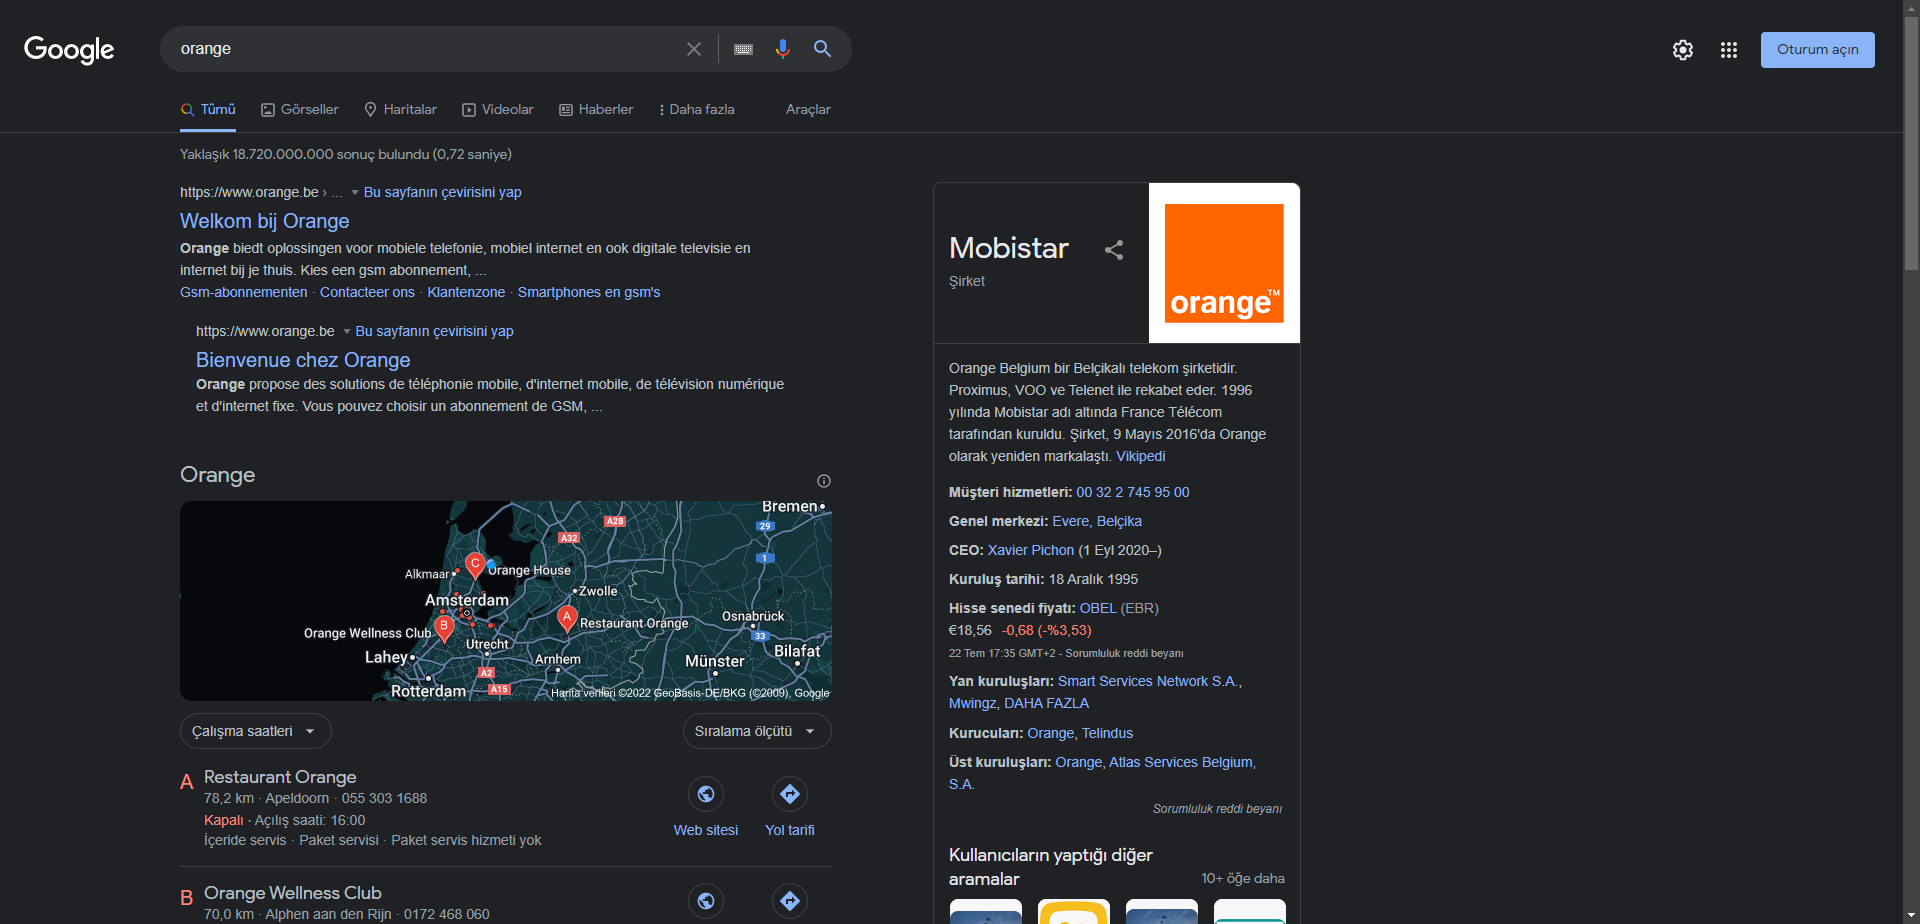 Google
orange
Oturum açın
Tümü
Görseller
Haritalar
Videolar
Haberler
Daha fazla
Araçlar
Yaklaşık 18.720.000.000 sonuç bulundu (0,72 saniye)
https://www.orange.be › ... Bu sayfanın çevirisini yap
Welkom bij Orange
Orange biedt oplossingen voor mobiele telefonie, mobiel internet en ook digitale televisie en
internet bij je thuis. Kies een gsm abonnement, ...
Gsm-abonnementen · Contacteer ons · Klantenzone · Smartphones en gsm's
https://www.orange.be Bu sayfanın çevirisini yap
Bienvenue chez Orange
Orange propose des solutions de téléphonie mobile, d'internet mobile, de télévision numérique
et d'internet fixe. Vous pouvez choisir un abonnement de GSM, ...
Orange
Bremen
A28
29
A32
1
C
Orange House
Alkmaar
Zwolle
Amsterdam
A
Restaurant Orange
Osnabrück
B
Orange Wellness Club
33
Utrecht
Lahey
Arnhem
Münster
Bilafat
A2
Rotterdam
A15
Harita verileri ©2022 GeoBasis-DE/BKG (©2009), Google
Çalışma saatleri
Sıralama ölçütü
A Restaurant Orange
78,2 km · Apeldoorn · 055 303 1688
Kapalı · Açılış saati: 16:00
İçeride servis · Paket servisi · Paket servis hizmeti yok
Web sitesi
Yol tarifi
B Orange Wellness Club
70,0 km · Alphen aan den Rijn · 0172 468 060
Mobistar
Şirket
orange™
Orange Belgium bir Belçikalı telekom şirketidir.
Proximus, VOO ve Telenet ile rekabet eder. 1996
yılında Mobistar adı altında France Télécom
tarafından kuruldu. Şirket, 9 Mayıs 2016'da Orange
olarak yeniden markalaştı. Vikipedi
Müşteri hizmetleri: 00 32 2 745 95 00
Genel merkezi: Evere, Belçika
CEO: Xavier Pichon (1 Eyl 2020–)
Kuruluş tarihi: 18 Aralık 1995
Hisse senedi fiyatı: OBEL (EBR)
€18,56 -0,68 (-%3,53)
22 Tem 17:35 GMT+2 - Sorumluluk reddi beyanı
Yan kuruluşları: Smart Services Network S.A.,
Mwingz, DAHA FAZLA
Kurucuları: Orange, Telindus
Üst kuruluşları: Orange, Atlas Services Belgium,
S.A.
Sorumluluk reddi beyanı
Kullanıcıların yaptığı diğer
aramalar
10+ öğe daha